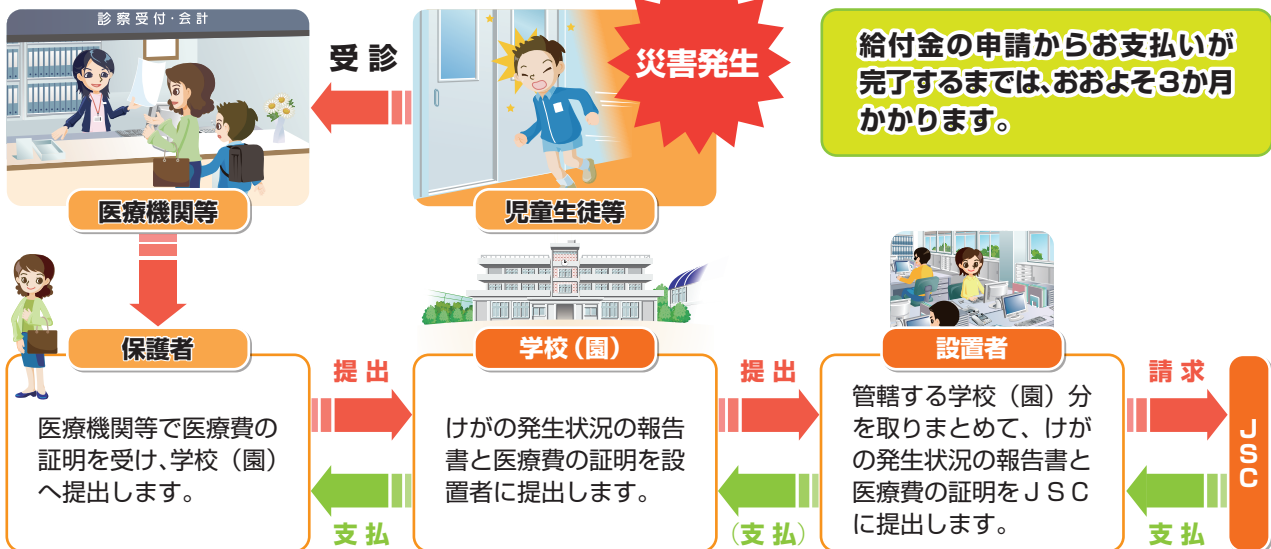 診察受付･会計
受診
災害発生
給付金の申請からお支払いが
完了するまでは､おおよそ3か月
かかります。
医療機関等
児童生徒等
保護者
医療機関等で医療費の
証明を受け､学校（園）
へ提出します。
提出
支払
学校（園）
けがの発生状況の報告
書と医療費の証明を設
置者に提出します。
提出
（支払）
設置者
管轄する学校（園）分
を取りまとめて、けが
の発生状況の報告書と
医療費の証明をＪＳＣ
に提出します。
請求
支払
JSC